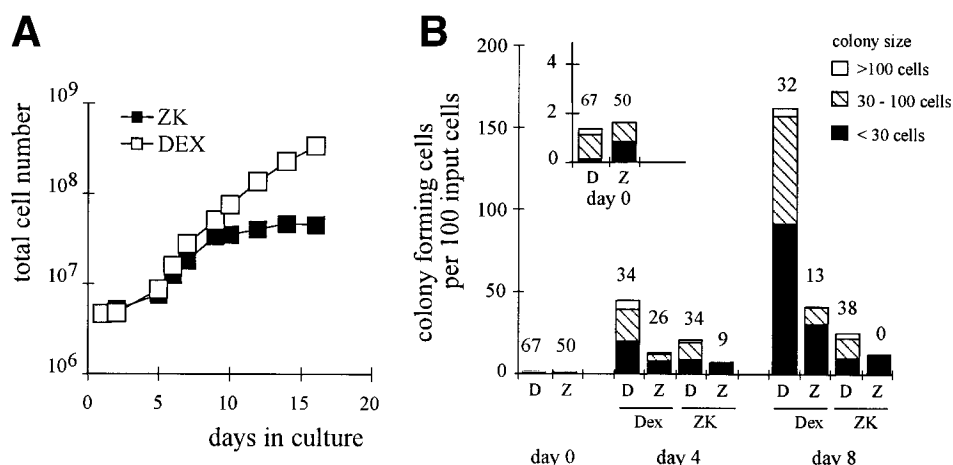 A
total cell number
10^9
10^8
10^7
10^6
ZK
DEX
0 5 10 15 20
days in culture
B
colony forming cells
per 100 input cells
200
150
100
50
0
4
2
0
67 50
D Z
day 0
colony size
>100 cells
30 - 100 cells
< 30 cells
67 50
34 26 34 9
32 13 38 0
D Z D Z D Z D Z D Z
Dex ZK Dex ZK
day 0 day 4 day 8